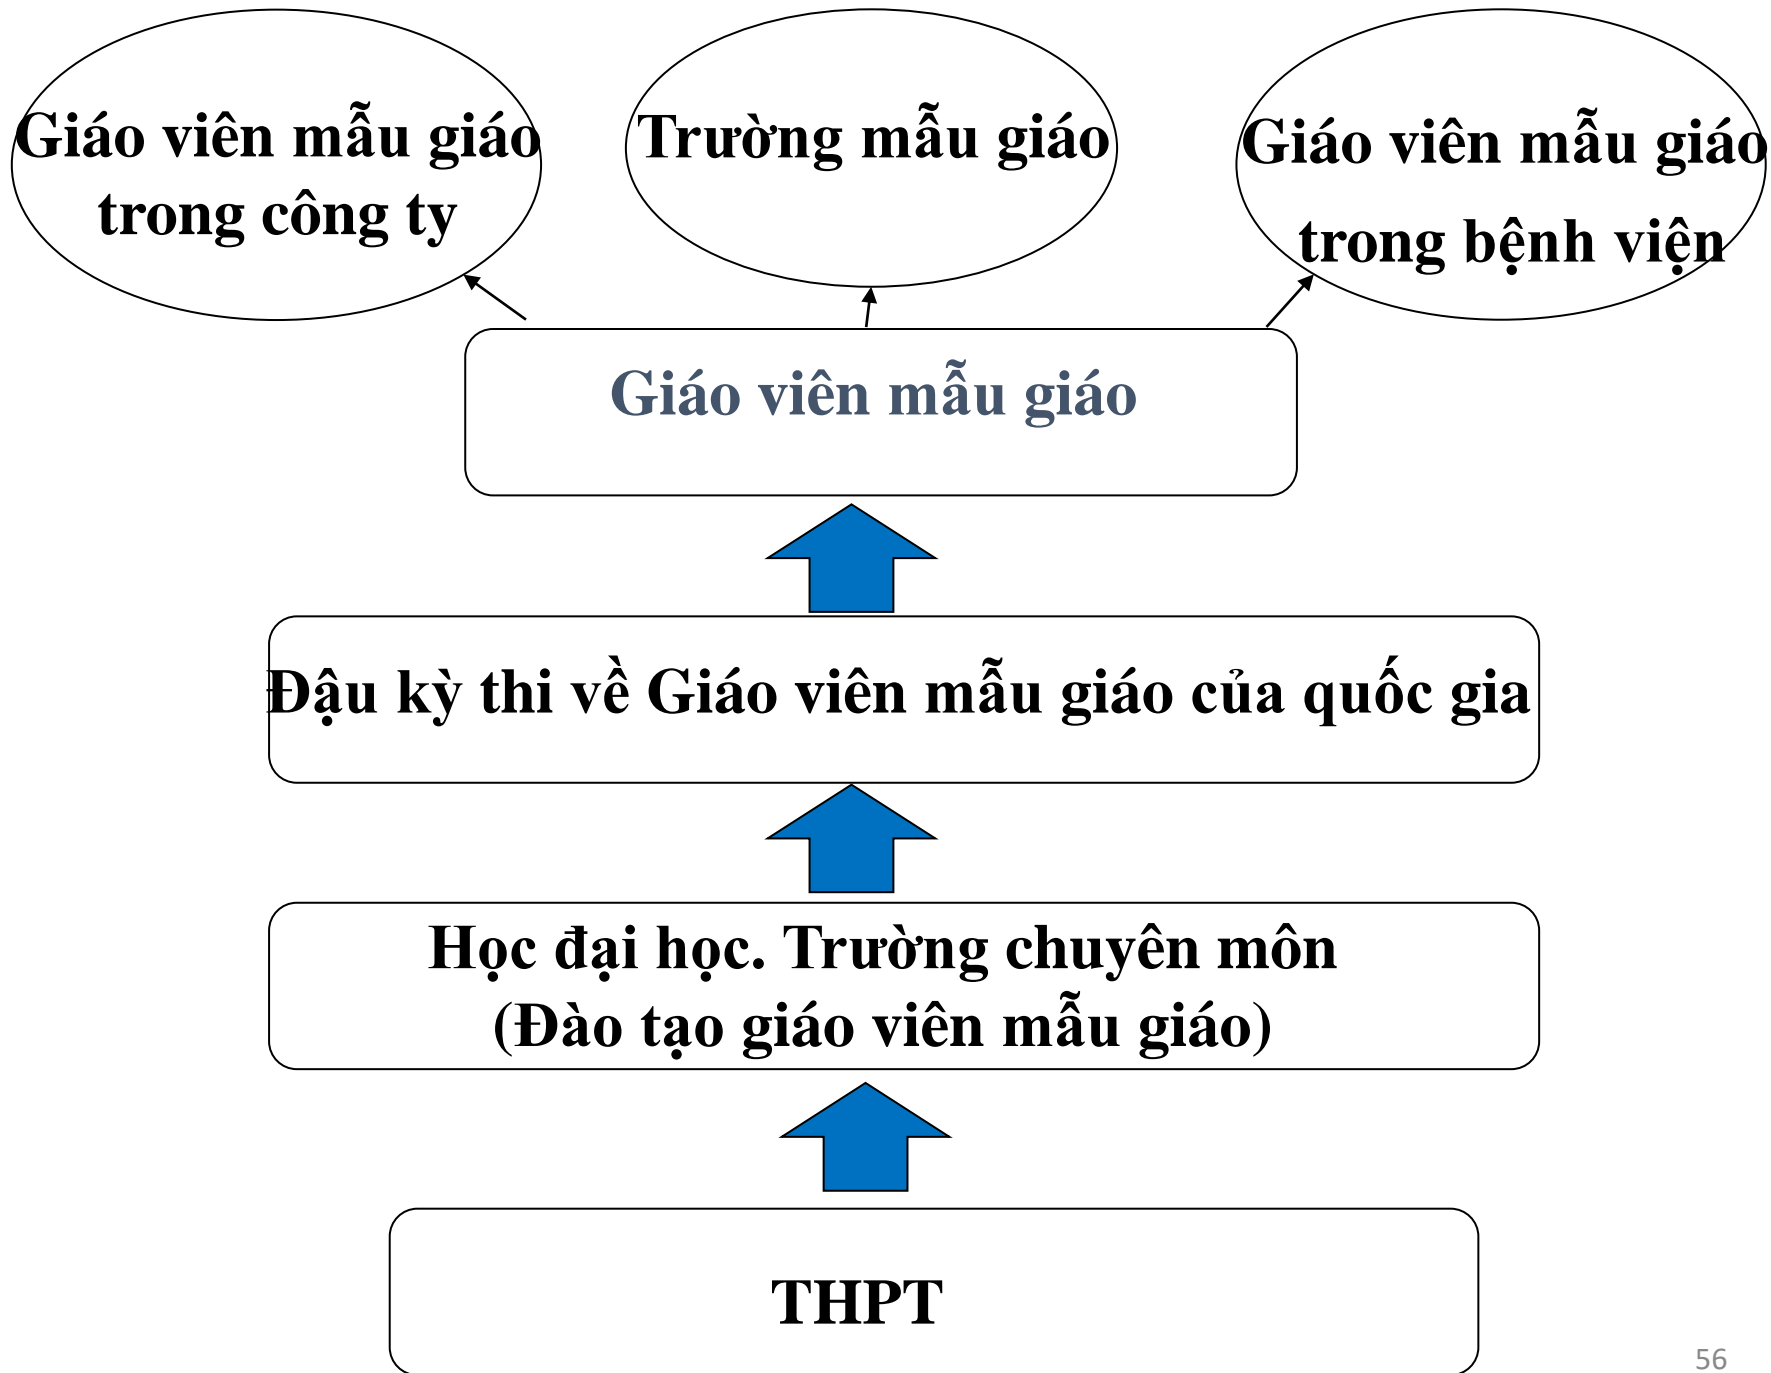 Giáo viên mẫu giáo
trong công ty
Trường mẫu giáo
Giáo viên mẫu giáo
trong bệnh viện
Giáo viên mẫu giáo
Đậu kỳ thi về Giáo viên mẫu giáo của quốc gia
Học đại học. Trường chuyên môn
(Đào tạo giáo viên mẫu giáo)
THPT
56